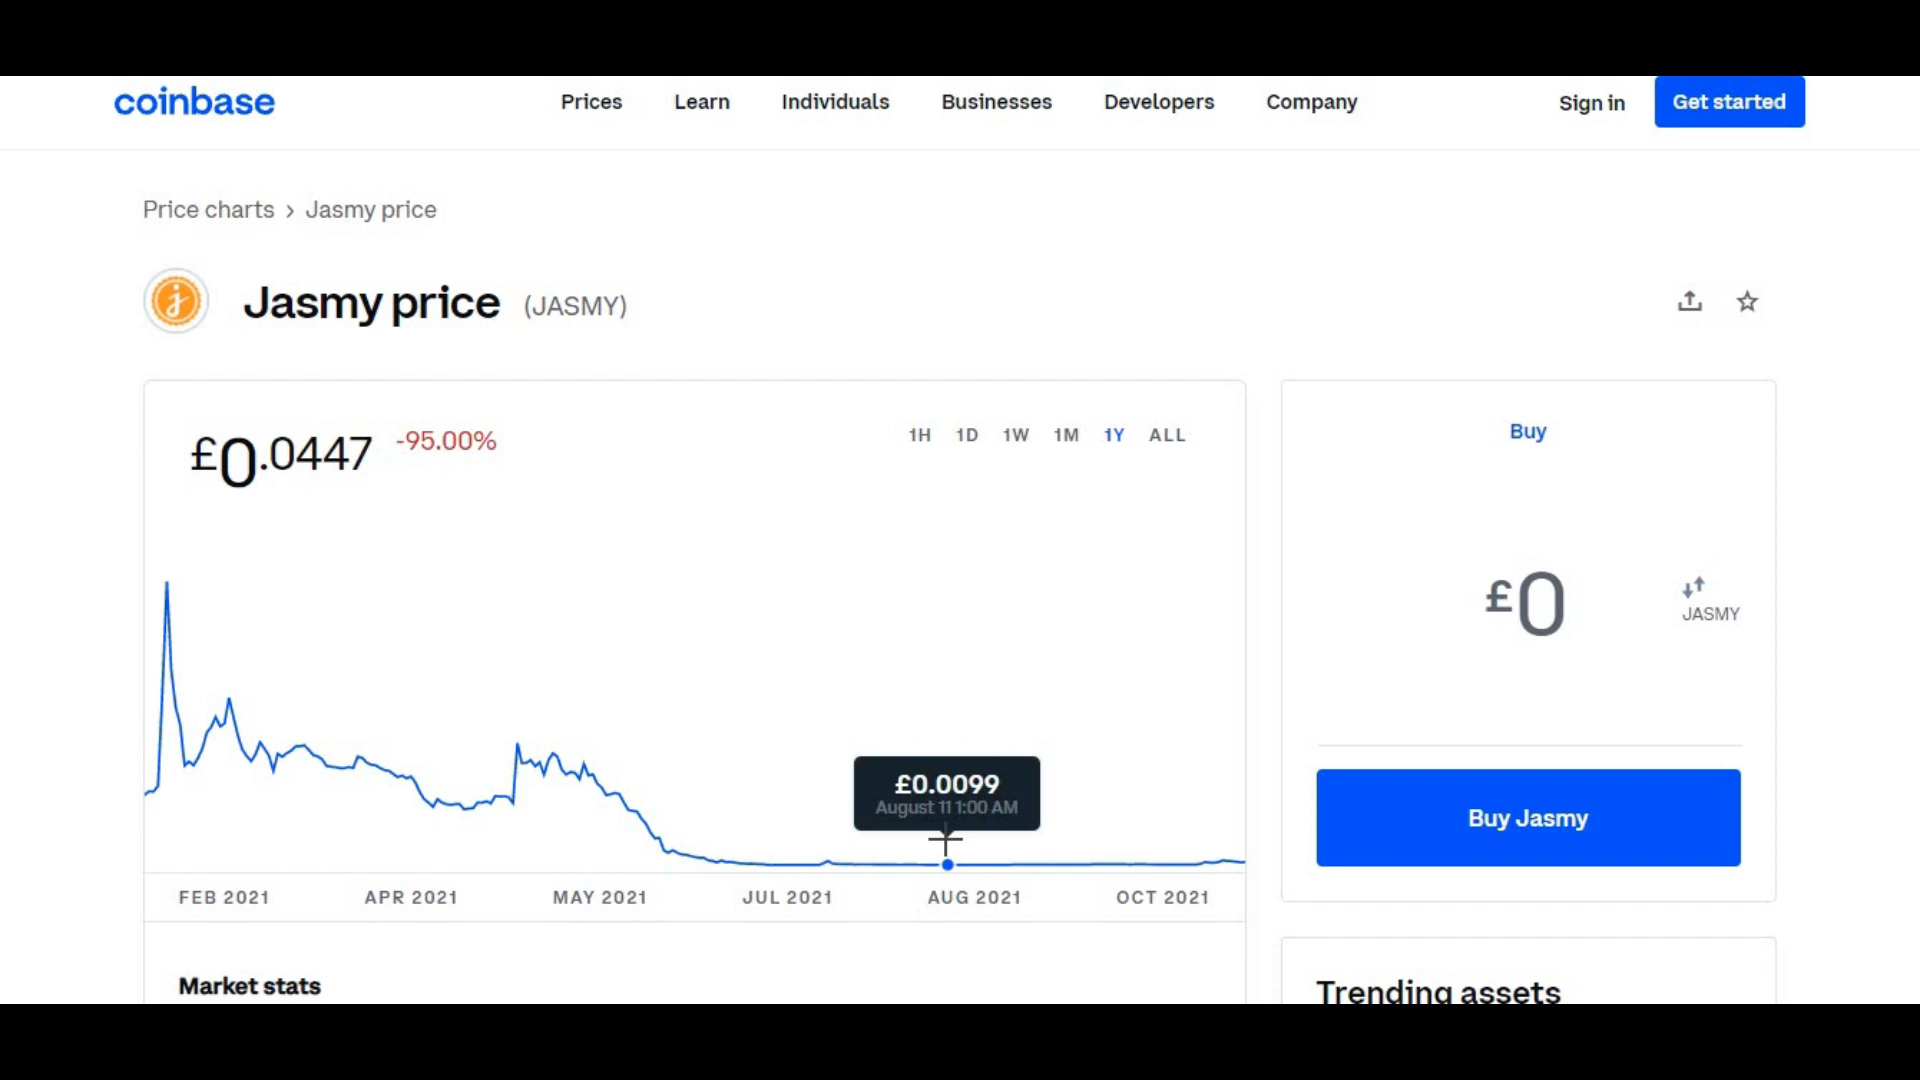 coinbase
Prices Learn Individuals Businesses Developers Company
Sign in Get started
Price charts › Jasmy price
Jasmy price (JASMY)
£0.0447 -95.00%
1H 1D 1W 1M 1Y ALL
Buy
£0
JASMY
£0.0099
August 11 1:00 AM
Buy Jasmy
FEB 2021 APR 2021 MAY 2021 JUL 2021 AUG 2021 OCT 2021
Market stats
Trending assets